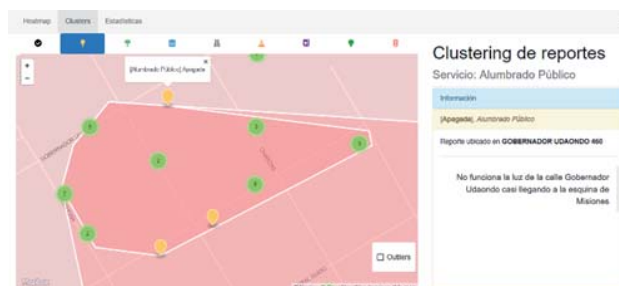 Heatmap Clusters Estadísticas
Clustering de reportes
Servicio: Alumbrado Público
+
-
[Alumbrado Público] Apagada
×
Información
[Apagada], Alumbrado Público
Reporte ubicado en GOBERNADOR UDAONDO 460
No funciona la luz de la calle Gobernador
Udaondo casi llegando a la esquina de
Misiones
Outliers